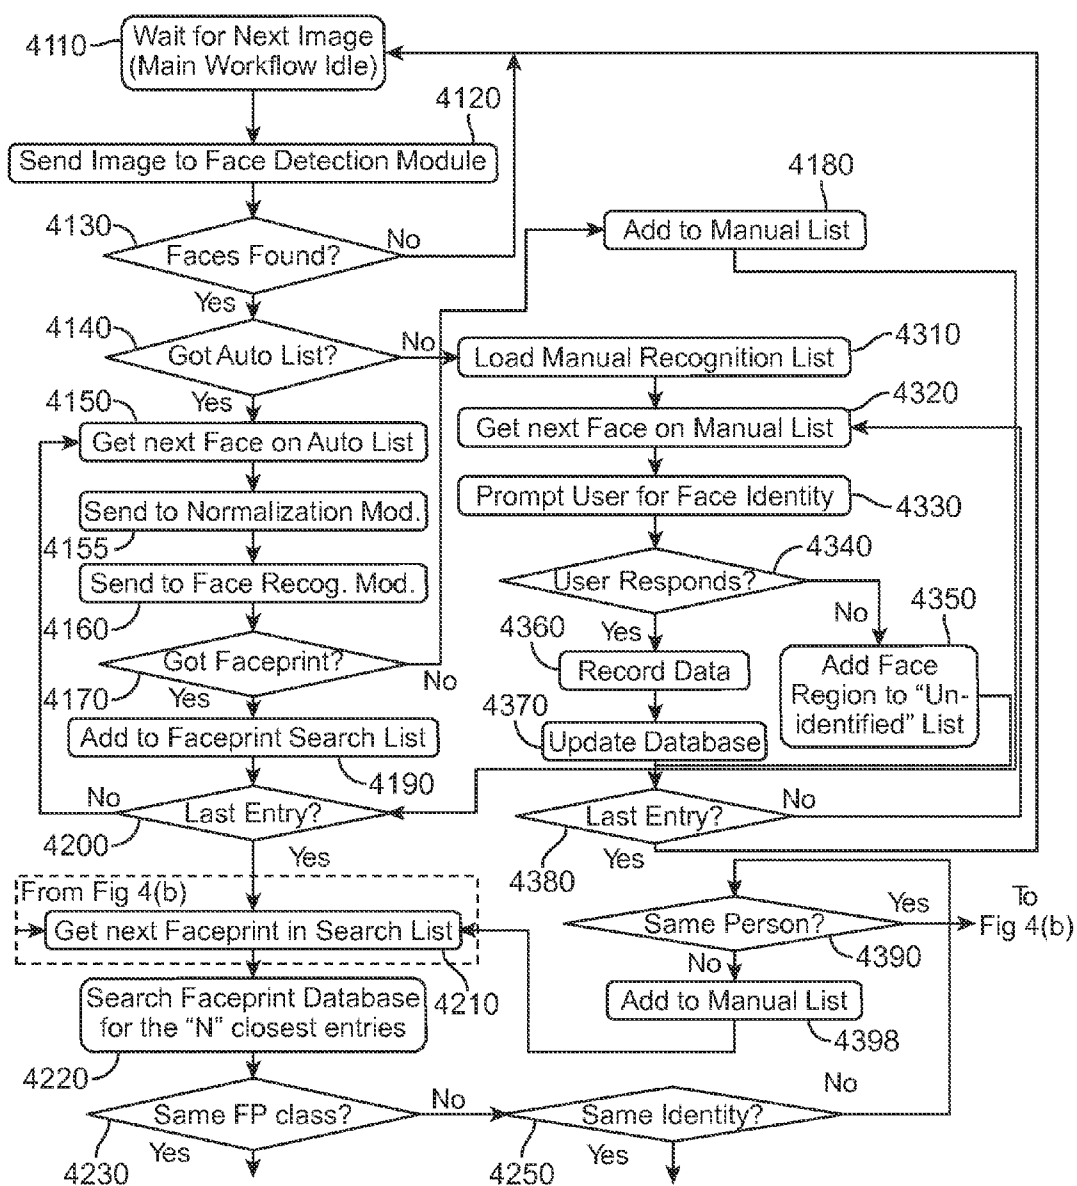 4110
Wait for Next Image
(Main Workflow Idle)
4120
Send Image to Face Detection Module
4130
Faces Found?
No
Yes
4180
Add to Manual List
4140
Got Auto List?
No
Yes
4310
Load Manual Recognition List
4150
Get next Face on Auto List
4320
Get next Face on Manual List
Send to Normalization Mod.
4155
Prompt User for Face Identity
4330
Send to Face Recog. Mod.
4160
User Responds?
4340
No
Yes
4350
Add Face
Region to “Un-
identified” List
Got Faceprint?
4170
No
Yes
4360
Record Data
4370
Update Database
Add to Faceprint Search List
4190
Last Entry?
No
4200
Yes
Last Entry?
No
4380
Yes
From Fig 4(b)
Get next Faceprint in Search List
4210
Same Person?
Yes
To
Fig 4(b)
4390
No
Add to Manual List
4398
Search Faceprint Database
for the “N” closest entries
4220
Same FP class?
No
4230
Yes
Same Identity?
No
4250
Yes